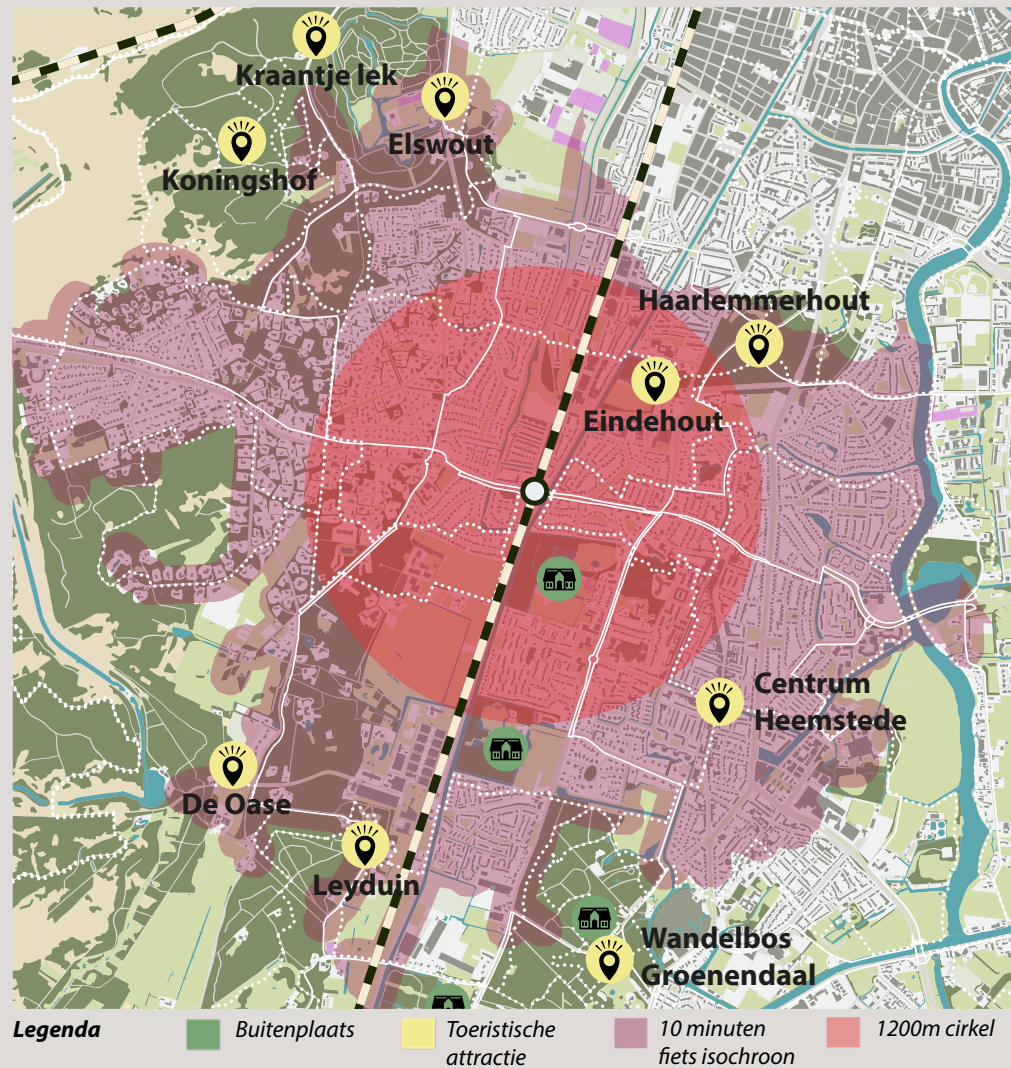 Kraantje lek
Elswout
Koningshof
Haarlemmerhout
Eindehout
Centrum
Heemstede
De Oase
Leyduin
Wandelbos
Groenendaal
Legenda
Buitenplaats
Toeristische
attractie
10 minuten
fiets isochroon
1200m cirkel